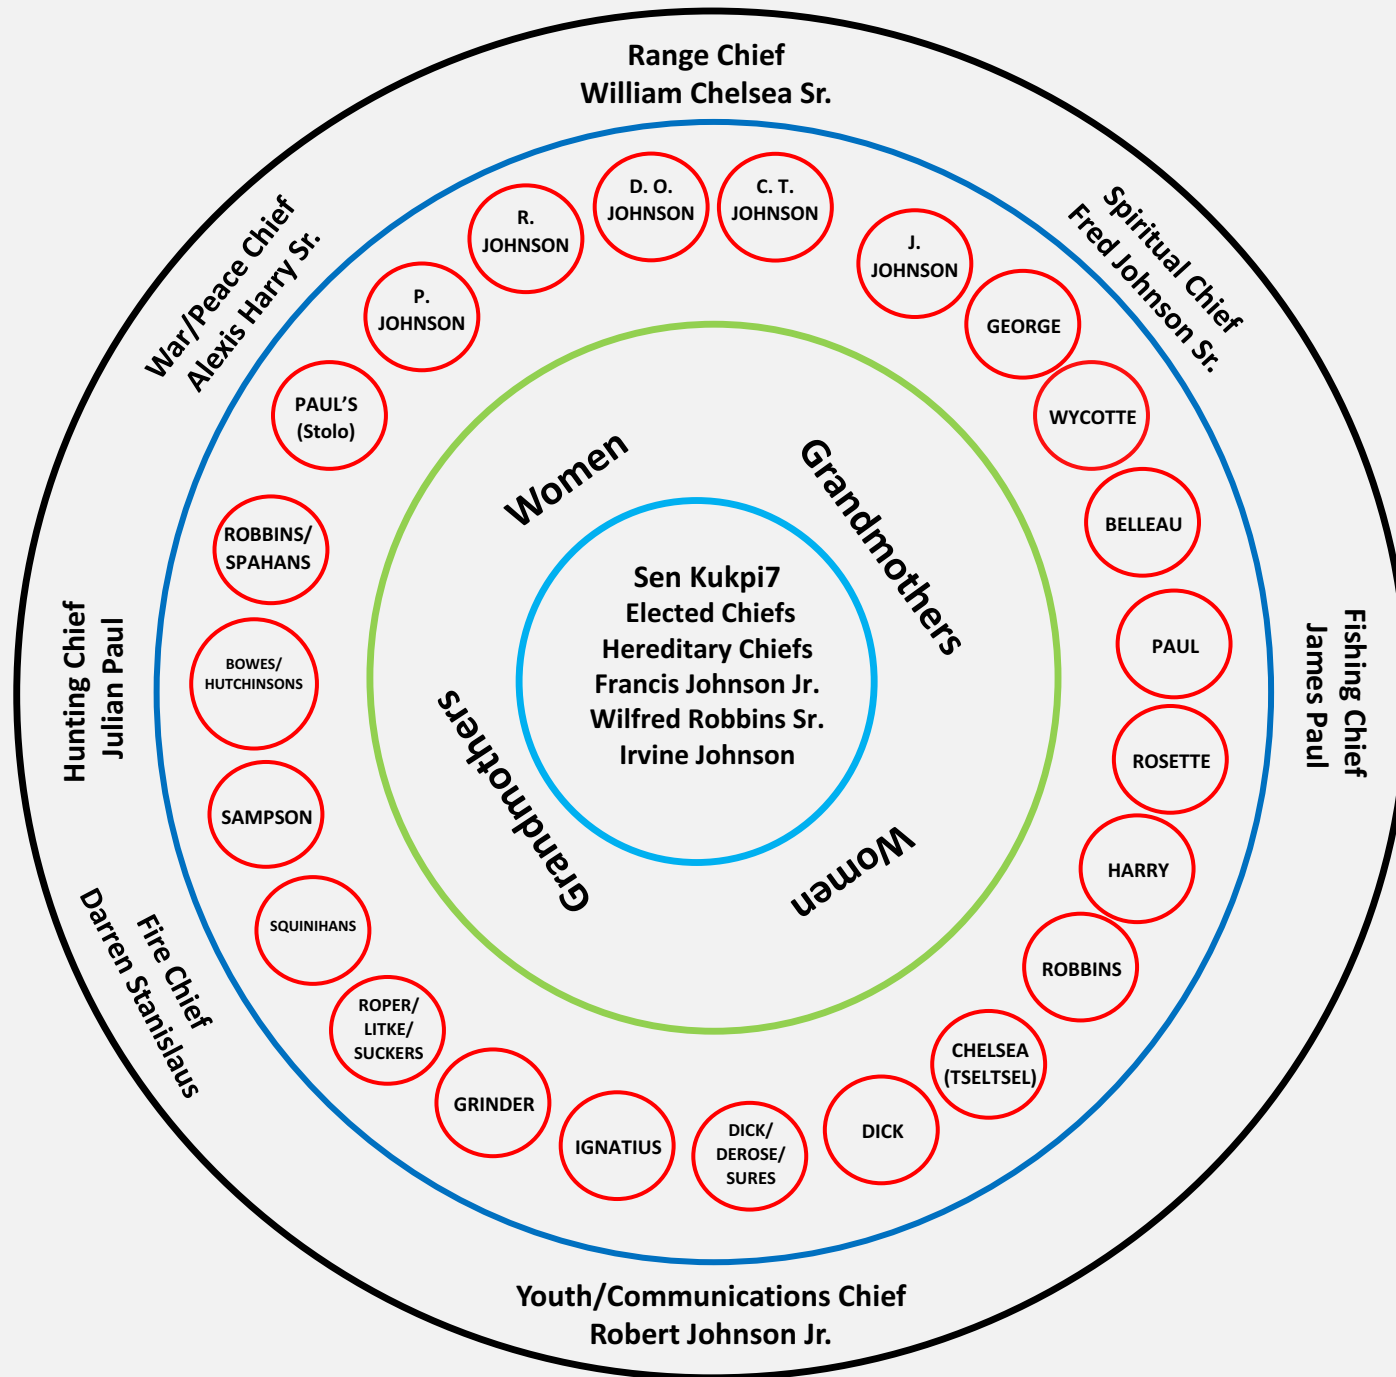 Range Chief
William Chelsea Sr.
Spiritual Chief
Fred Johnson Sr.
Fishing Chief
James Paul
Youth/Communications Chief
Robert Johnson Jr.
Fire Chief
Darren Stanislaus
Hunting Chief
Julian Paul
War/Peace Chief
Alexis Harry Sr.
D. O.
JOHNSON
C. T.
JOHNSON
J.
JOHNSON
GEORGE
WYCOTTE
BELLEAU
PAUL
ROSETTE
HARRY
ROBBINS
CHELSEA
(TSELTSEL)
DICK
DICK/
DEROSE/
SURES
IGNATIUS
GRINDER
ROPER/
LITKE/
SUCKERS
SQUINIHANS
SAMPSON
BOWES/
HUTCHINSONS
ROBBINS/
SPAHANS
PAUL'S
(Stolo)
P.
JOHNSON
R.
JOHNSON
Women
Grandmothers
Women
Grandmothers
Sen Kukpi7
Elected Chiefs
Hereditary Chiefs
Francis Johnson Jr.
Wilfred Robbins Sr.
Irvine Johnson